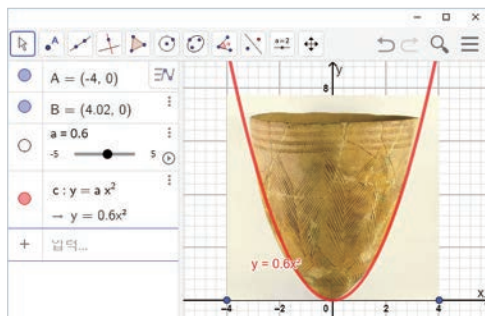 A
a=2
A = (-4, 0)
B = (4.02, 0)
a = 0.6
-5 5
c : y = a x²
→ y = 0.6x²
+ 입력...
y
8
y = 0.6x²
x
-4 -2 0 2 4